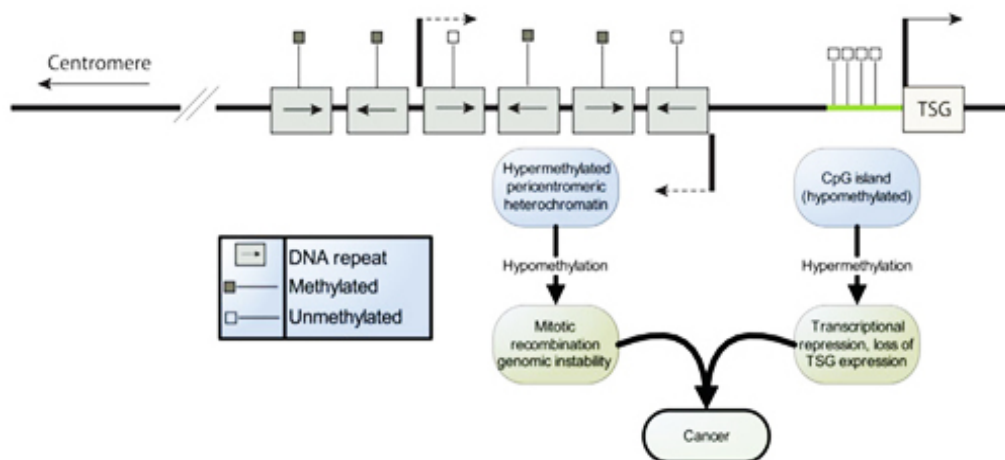 Centromere
TSG
Hypermethylated
pericentromeric
heterochromatin
CpG island
(hypomethylated)
Hypomethylation
Hypermethylation
DNA repeat
Methylated
Unmethylated
Mitotic
recombination
genomic instability
Transcriptional
repression, loss of
TSG expression
Cancer